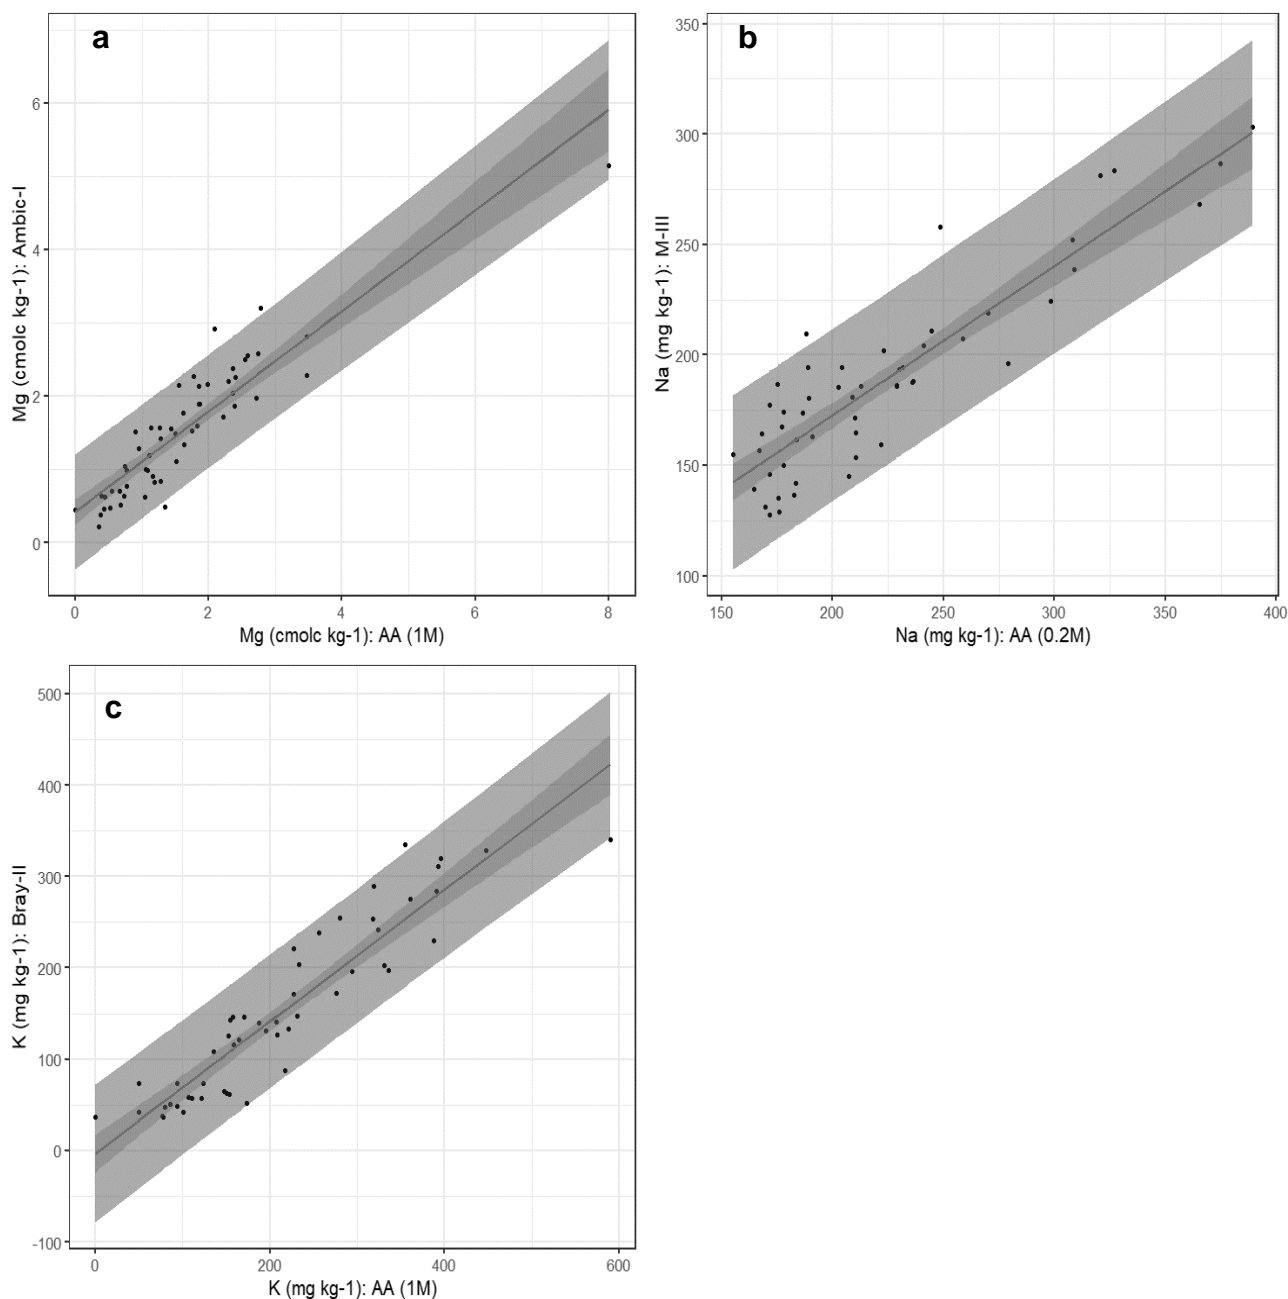 a
6
4
2
0
Mg (cmolc kg-1): Ambic-I
0 2 4 6 8
Mg (cmolc kg-1): AA (1M)
b
350
300
250
200
150
100
Na (mg kg-1): M-III
150 200 250 300 350 400
Na (mg kg-1): AA (0.2M)
c
500
400
300
200
100
0
-100
K (mg kg-1): Bray-II
0 200 400 600
K (mg kg-1): AA (1M)